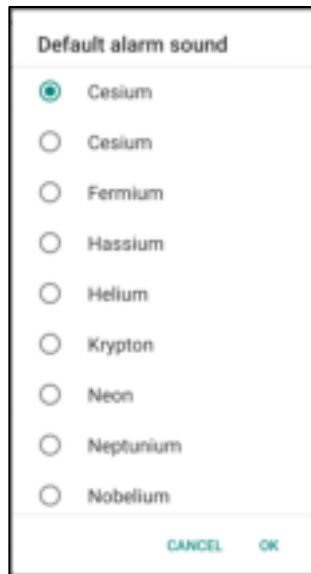 Default alarm sound
Cesium
Cesium
Fermium
Hassium
Helium
Krypton
Neon
Neptunium
Nobelium
CANCEL OK